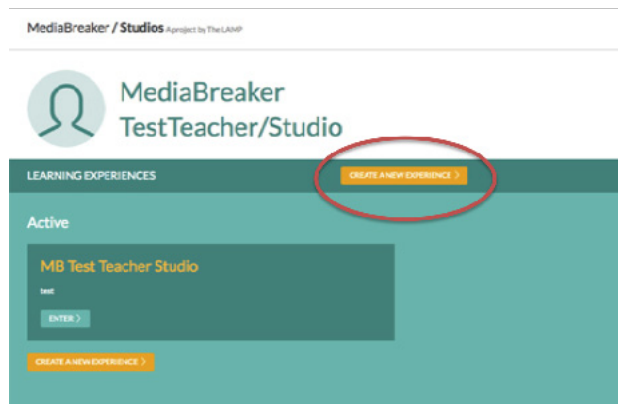 MediaBreaker / Studios A project by The LAMP
MediaBreaker
TestTeacher/Studio
LEARNING EXPERIENCES
CREATE A NEW EXPERIENCE >
Active
MB Test Teacher Studio
test
ENTER >
CREATE A NEW EXPERIENCE >